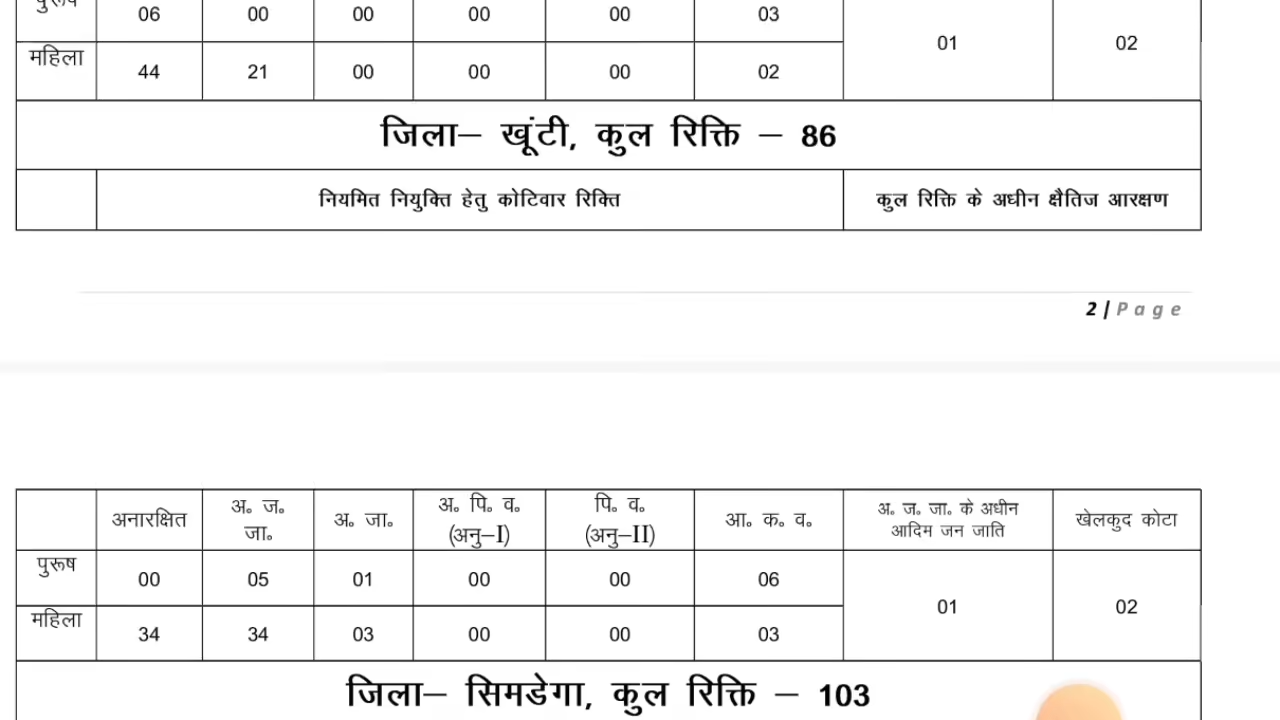 पुरूष 06 00 00 00 00 03
01 02
महिला 44 21 00 00 00 02
जिला– खूंटी, कुल रिक्ति – 86
नियमित नियुक्ति हेतु कोटिवार रिक्ति कुल रिक्ति के अधीन क्षैतिज आरक्षण
2 | P a g e
अनारक्षित अ॰ ज॰ जा॰ अ॰ जा॰ अ॰ पि॰ व॰ (अनु–I) पि॰ व॰ (अनु–II) आ॰ क॰ व॰ अ॰ ज॰ जा॰ के अधीन आदिम जन जाति खेलकुद कोटा
पुरूष 00 05 01 00 00 06
01 02
महिला 34 34 03 00 00 03
जिला– सिमडेगा, कुल रिक्ति – 103